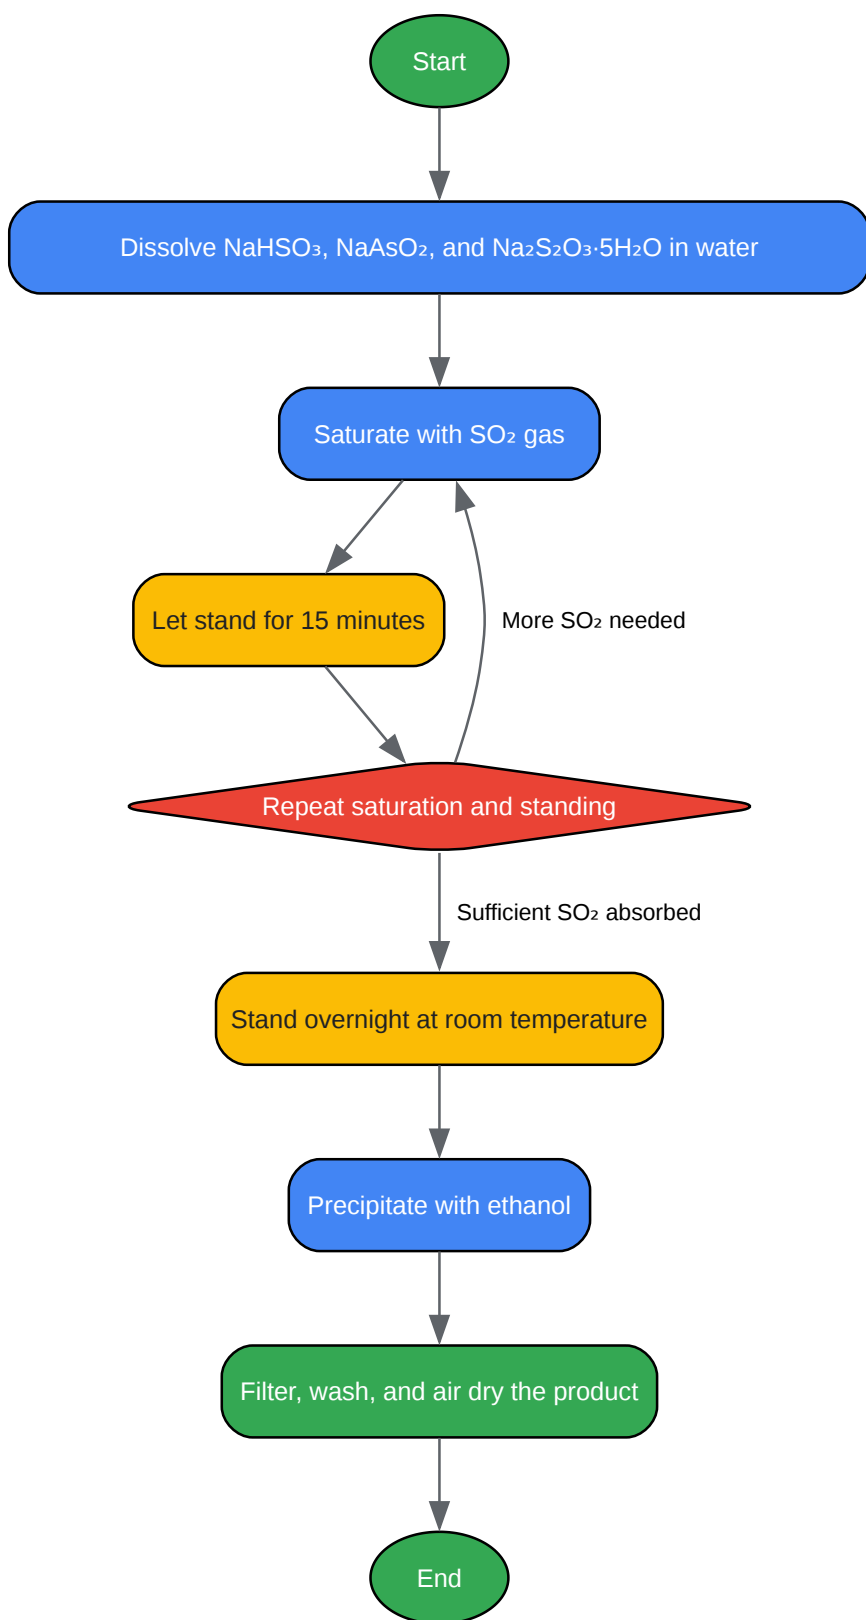 Start
Dissolve NaHSO₃, NaAsO₂, and Na₂S₂O₃·5H₂O in water
Saturate with SO₂ gas
Let stand for 15 minutes
More SO₂ needed
Repeat saturation and standing
Sufficient SO₂ absorbed
Stand overnight at room temperature
Precipitate with ethanol
Filter, wash, and air dry the product
End